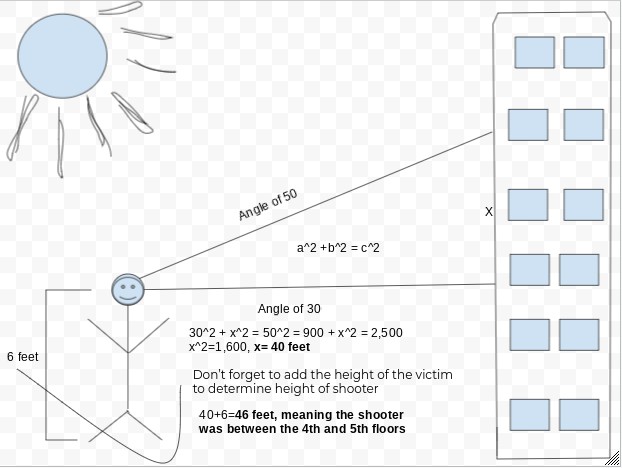 Angle of 50
X
a^2 +b^2 = c^2
Angle of 30
30^2 + x^2 = 50^2 = 900 + x^2 = 2,500
x^2=1,600, x= 40 feet
6 feet
Don't forget to add the height of the victim
to determine height of shooter
40+6=46 feet, meaning the shooter
was between the 4th and 5th floors